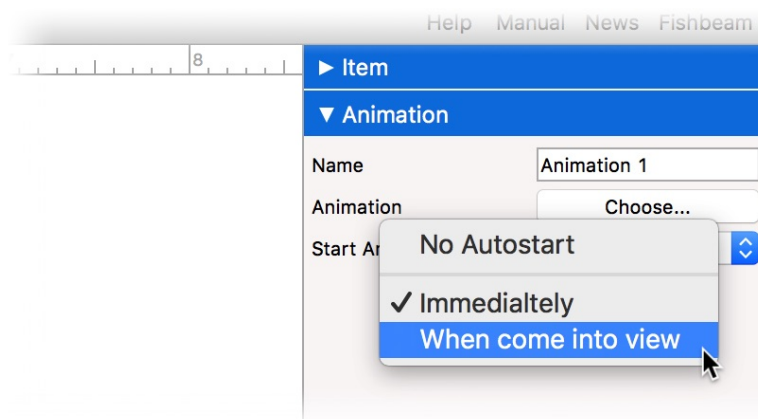 Help Manual News Fishbeam
8
▶ Item
▼ Animation
Name Animation 1
Animation Choose...
Start An
No Autostart
✓ Immedialtely
When come into view